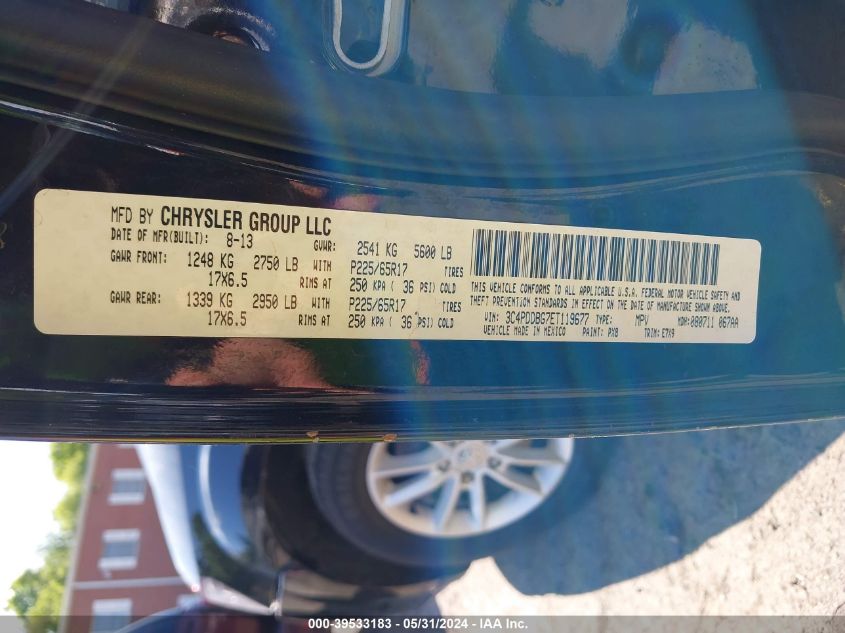 MFD BY CHRYSLER GROUP LLC
DATE OF MFR(BUILT): 8-13 GVWR: 2541 KG 5600 LB
GAWR FRONT: 1248 KG 2750 LB WITH P225/65R17 TIRES
17X6.5 RIMS AT 250 KPA ( 36 PSI) COLD
GAWR REAR: 1339 KG 2950 LB WITH P225/65R17 TIRES
17X6.5 RIMS AT 250 KPA ( 36 PSI) COLD
THIS VEHICLE CONFORMS TO ALL APPLICABLE U.S.A. FEDERAL MOTOR VEHICLE SAFETY AND
THEFT PREVENTION STANDARDS IN EFFECT ON THE DATE OF MANUFACTURE SHOWN ABOVE.
VIN: 3C4PDDBG7ET119677 TYPE: MPV MDH:080711 067AA
VEHICLE MADE IN MEXICO PAINT: PX8 TRIM: E7X9
000-39533183 / 05/31/2024 - IAA Inc.